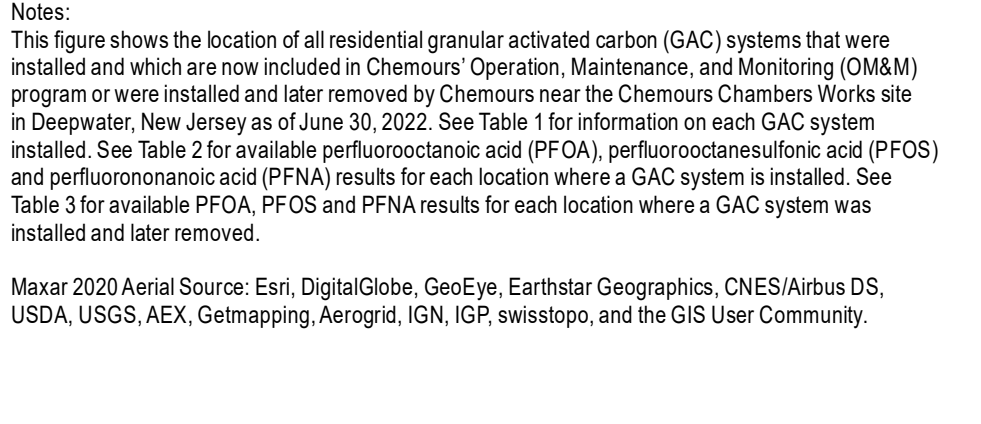 Notes:
This figure shows the location of all residential granular activated carbon (GAC) systems that were
installed and which are now included in Chemours' Operation, Maintenance, and Monitoring (OM&M)
program or were installed and later removed by Chemours near the Chemours Chambers Works site
in Deepwater, New Jersey as of June 30, 2022. See Table 1 for information on each GAC system
installed. See Table 2 for available perfluorooctanoic acid (PFOA), perfluorooctanesulfonic acid (PFOS)
and perfluorononanoic acid (PFNA) results for each location where a GAC system is installed. See
Table 3 for available PFOA, PFOS and PFNA results for each location where a GAC system was
installed and later removed.
Maxar 2020 Aerial Source: Esri, DigitalGlobe, GeoEye, Earthstar Geographics, CNES/Airbus DS,
USDA, USGS, AEX, Getmapping, Aerogrid, IGN, IGP, swisstopo, and the GIS User Community.